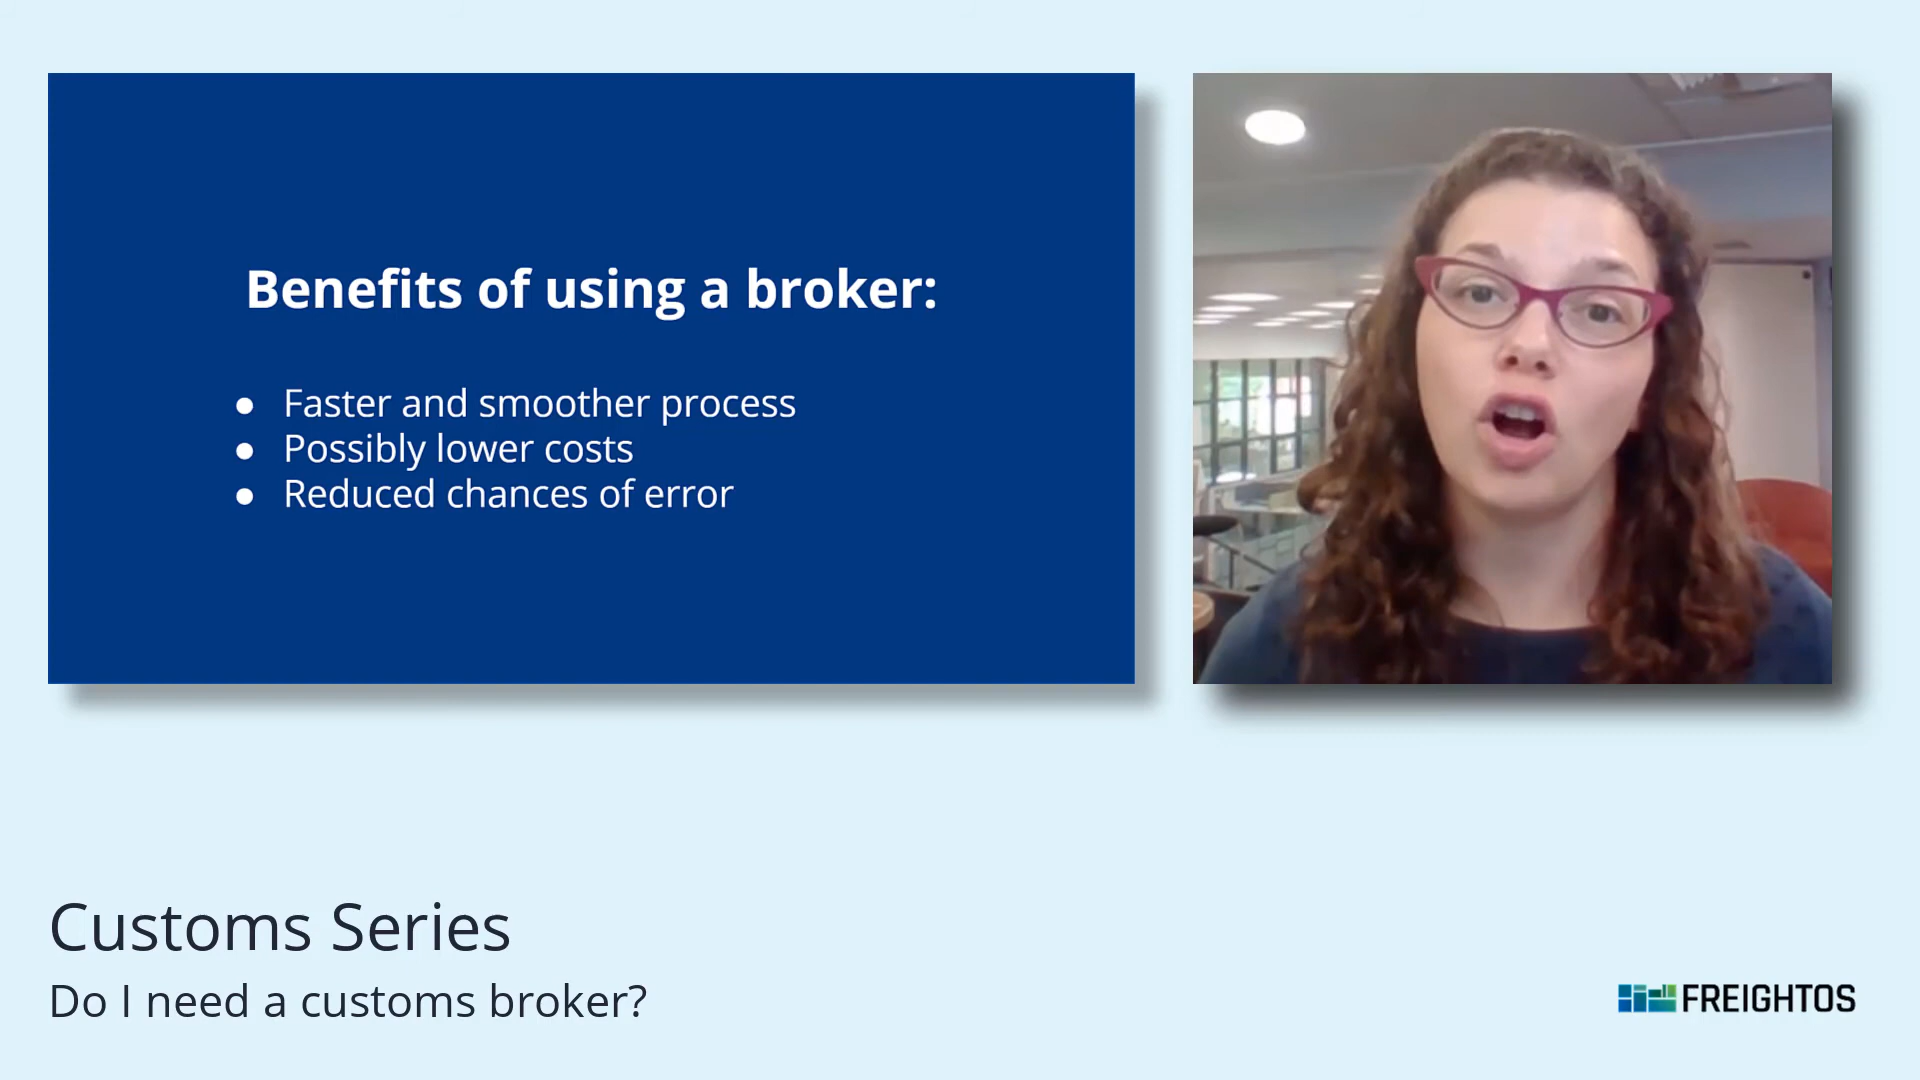 Benefits of using a broker:
● Faster and smoother process
● Possibly lower costs
● Reduced chances of error
Customs Series
Do I need a customs broker?
FREIGHTOS